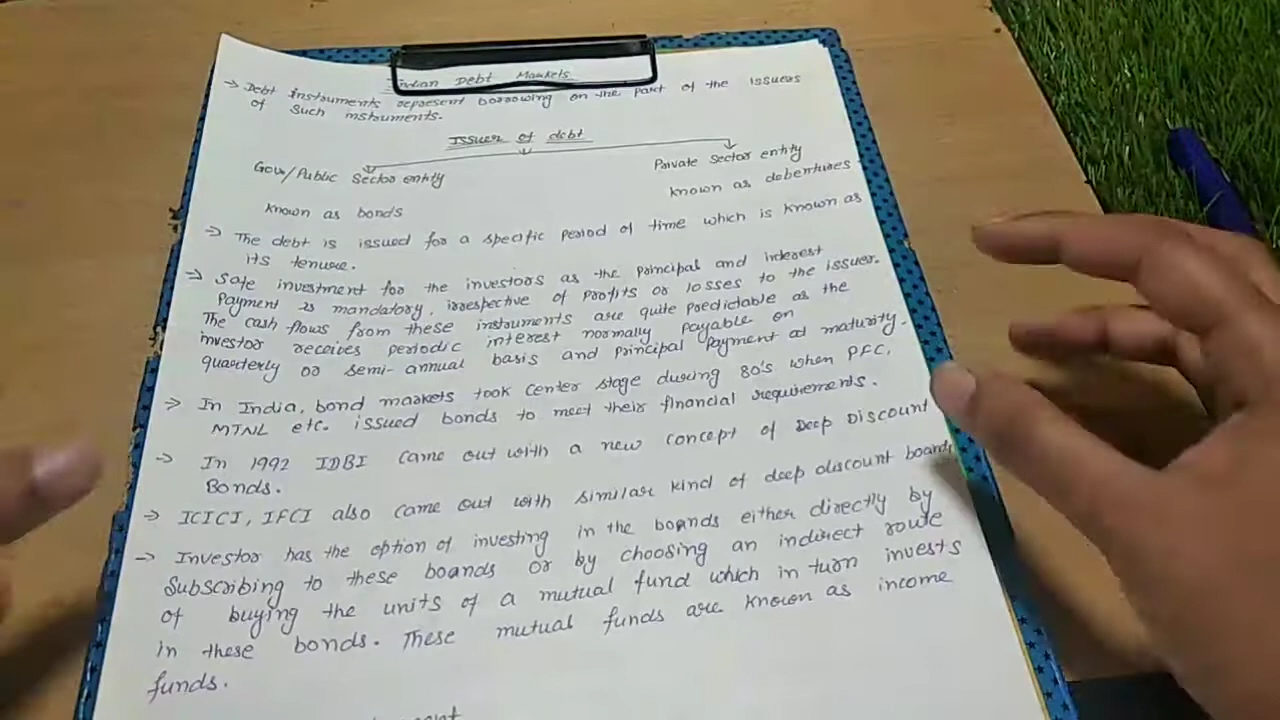 Indian Debt Markets
→ Debt instruments represent borrowing on the part of the issuers
of such instruments.
Issuer of debt
Gov/Public Sector entity
Private Sector entity
known as bonds
known as debentures
→ The debt is issued for a specific period of time which is known as
its tenure.
→ Safe investment for the investors as the principal and interest
Payment is mandatory, irrespective of profits or losses to the issuer.
The cash flows from these instruments are quite predictable as the
investor receives periodic interest normally payable on
quarterly or semi-annual basis and principal payment at maturity.
→ In India, bond markets took center stage during 80's when PFC,
MTNL etc. issued bonds to meet their financial requirements.
→ In 1992 IDBI came out with a new concept of Deep Discount
Bonds.
→ ICICI, IFCI also came out with similar kind of deep discount board,
→ Investor has the option of investing in the boands either directly by
Subscribing to these boands or by choosing an indirect route
of buying the units of a mutual fund which in turn invests
in these bonds. These mutual funds are known as income
funds.